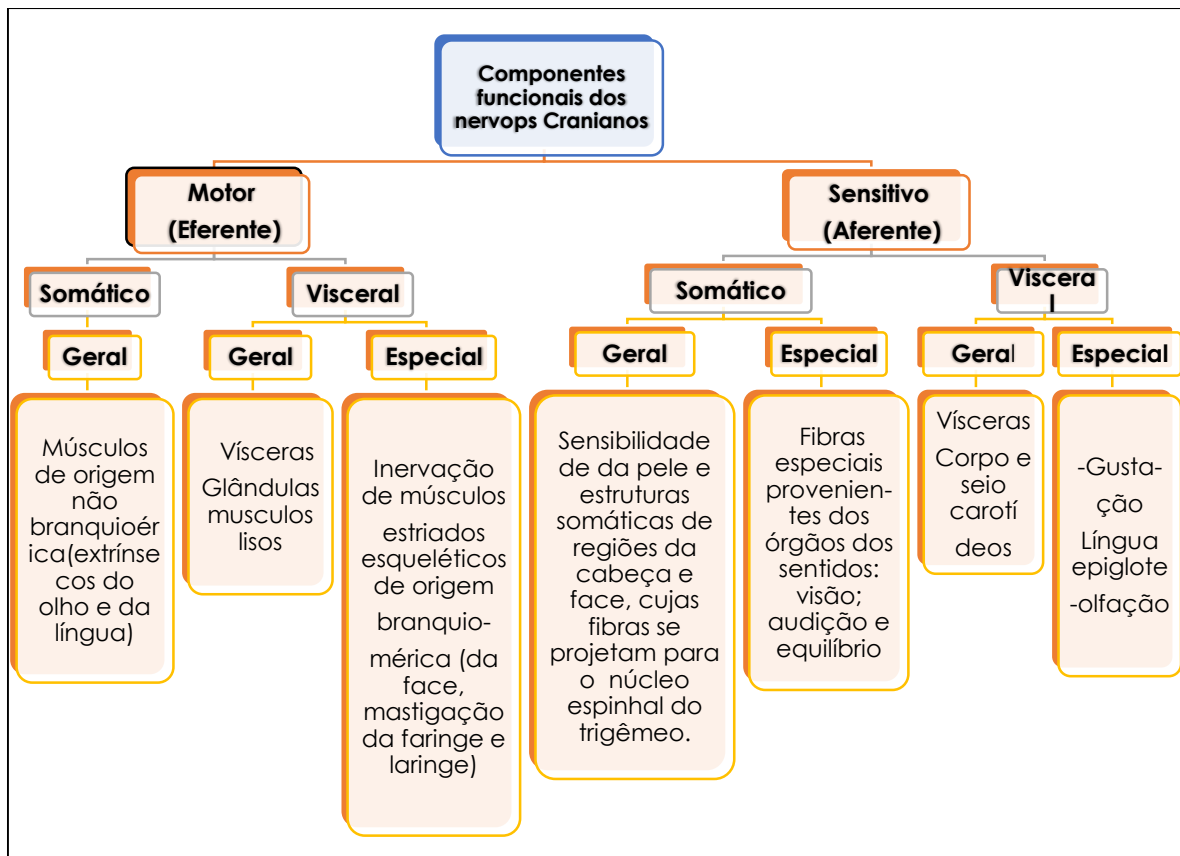 Componentes
funcionais dos
nervops Cranianos
Motor
(Eferente)
Sensitivo
(Aferente)
Somático
Visceral
Somático
Viscera
l
Geral
Geral
Especial
Geral
Especial
Geral
Especial
Músculos
de origem
não
branquioér
ica(extrínse
cos do
olho e da
língua)
Vísceras
Glândulas
musculos
lisos
Inervação
de músculos
estriados
esqueléticos
de origem
branquio-
mérica (da
face,
mastigação
da faringe e
laringe)
Sensibilidade
de da pele e
estruturas
somáticas de
regiões da
cabeça e
face, cujas
fibras se
projetam para
o núcleo
espinhal do
trigêmeo.
Fibras
especiais
provenien-
tes dos
órgãos dos
sentidos:
visão;
audição e
equilíbrio
Vísceras
Corpo e
seio
carotí
deos
-Gusta-
ção
Língua
epiglote
-olfação